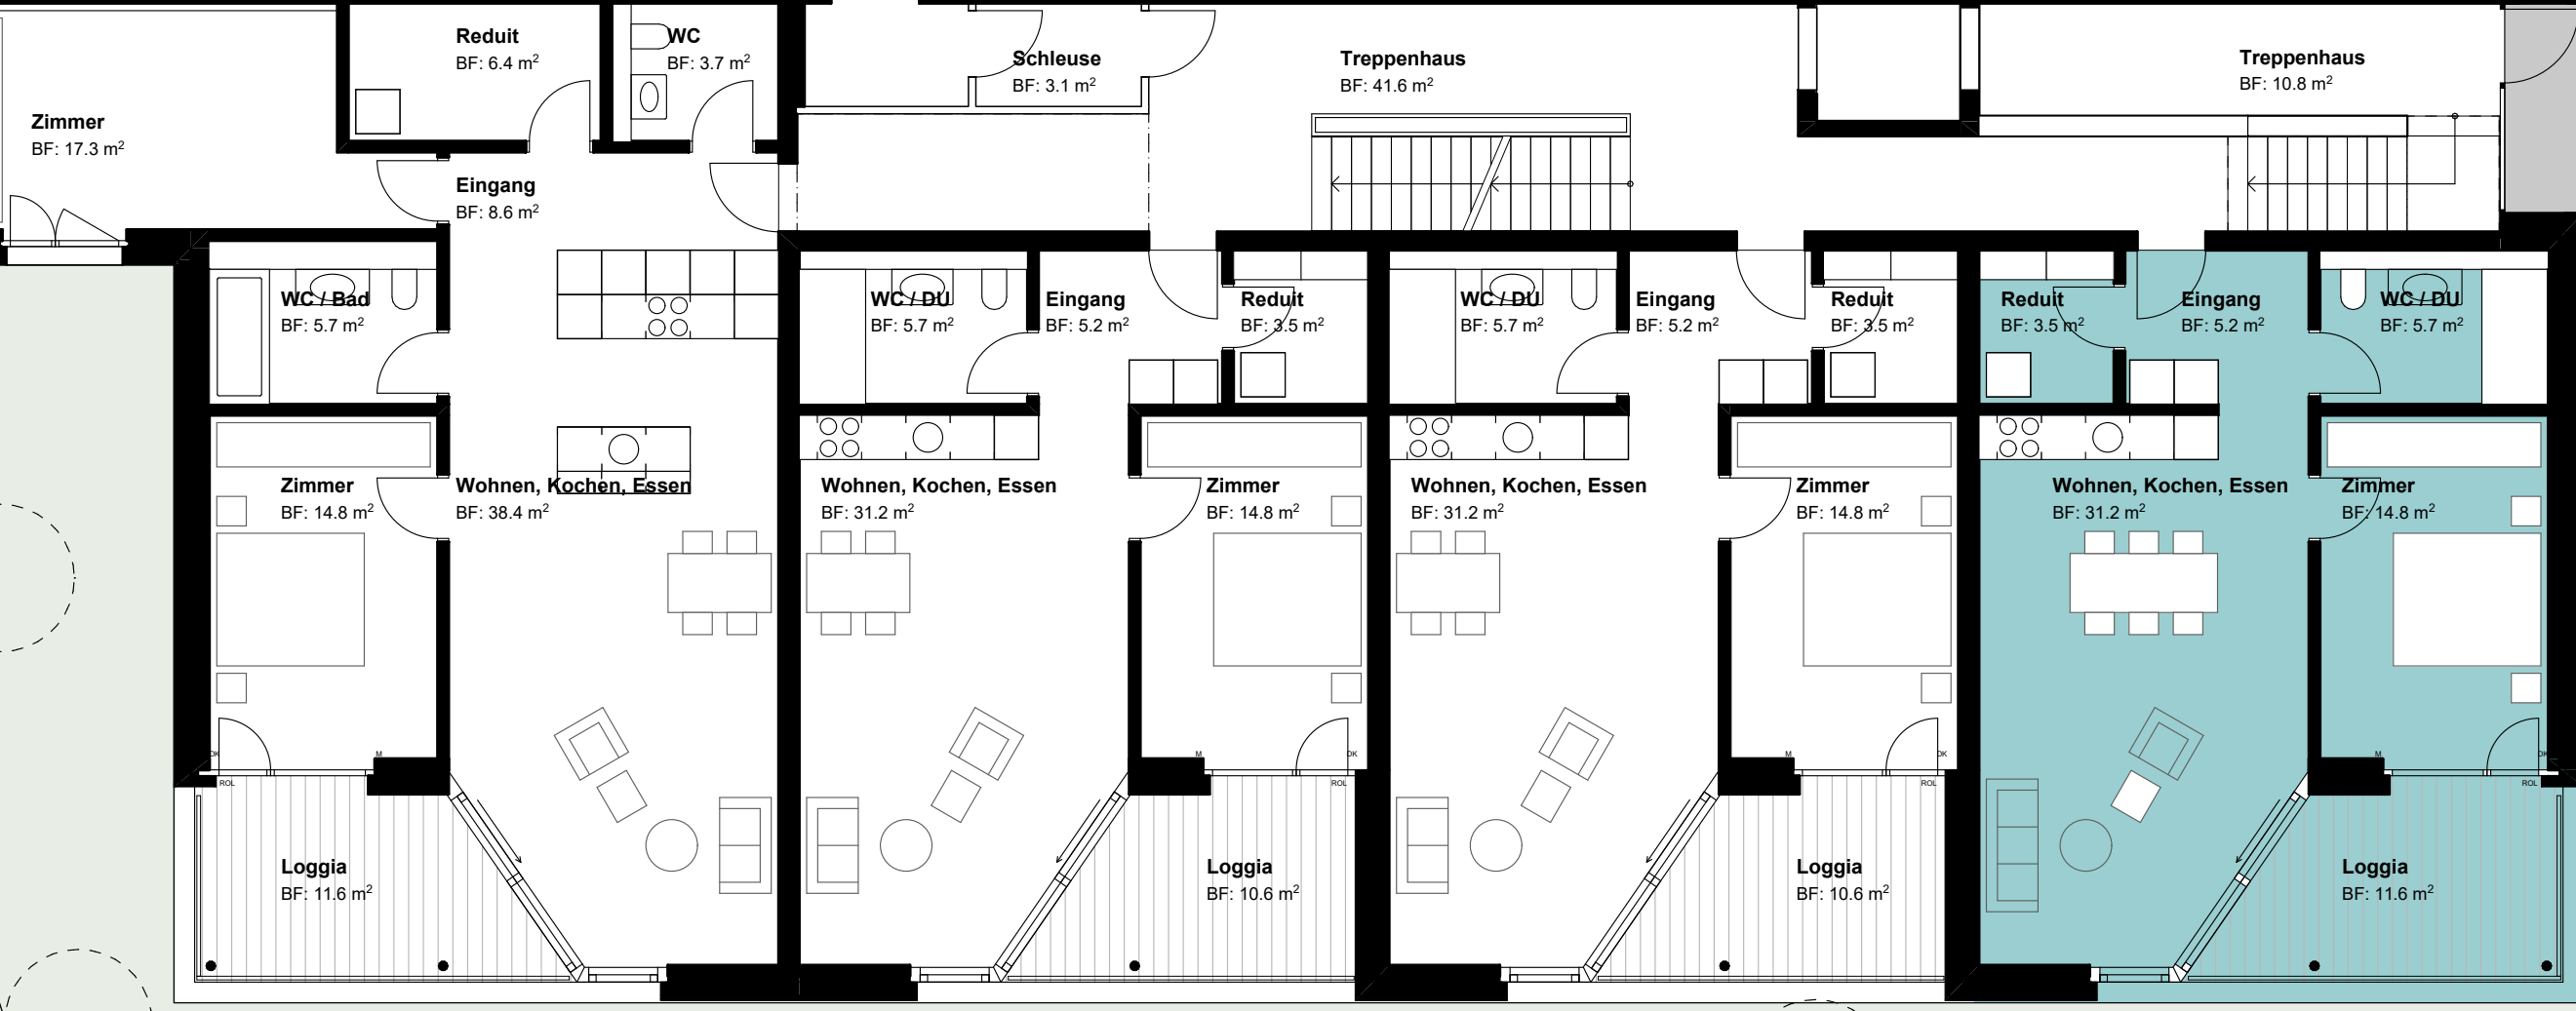 Reduit
BF: 6.4 m²
WC
BF: 3.7 m²
Schleuse
BF: 3.1 m²
Treppenhaus
BF: 41.6 m²
Treppenhaus
BF: 10.8 m²
Zimmer
BF: 17.3 m²
Eingang
BF: 8.6 m²
WC / Bad
BF: 5.7 m²
WC / DU
BF: 5.7 m²
Eingang
BF: 5.2 m²
Reduit
BF: 3.5 m²
WC / DU
BF: 5.7 m²
Eingang
BF: 5.2 m²
Reduit
BF: 3.5 m²
Reduit
BF: 3.5 m²
Eingang
BF: 5.2 m²
WC / DU
BF: 5.7 m²
Zimmer
BF: 14.8 m²
Wohnen, Kochen, Essen
BF: 38.4 m²
Wohnen, Kochen, Essen
BF: 31.2 m²
Zimmer
BF: 14.8 m²
Wohnen, Kochen, Essen
BF: 31.2 m²
Zimmer
BF: 14.8 m²
Wohnen, Kochen, Essen
BF: 31.2 m²
Zimmer
BF: 14.8 m²
DK
M
ROL
M
DK
ROL
M
DK
ROL
M
DK
ROL
Loggia
BF: 11.6 m²
Loggia
BF: 10.6 m²
Loggia
BF: 10.6 m²
Loggia
BF: 11.6 m²